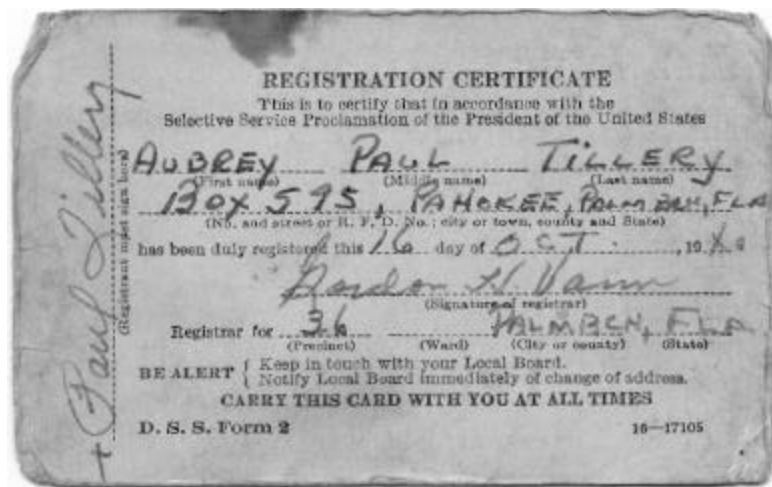 REGISTRATION CERTIFICATE
This is to certify that in accordance with the
Selective Service Proclamation of the President of the United States
AUBREY PAUL TILLERY
(First name) (Middle name) (Last name)
BOX 595, PAHOKEE, PALM BCH, FLA
(No. and street or R. F. D. No.; city or town, county and State)
has been duly registered this 16 day of OCT. , 1940
Gordon H. Vann
(Signature of registrar)
Registrar for 36 PALM BCH, FLA
(Precinct) (Ward) (City or county) (State)
BE ALERT { Keep in touch with your Local Board.
Notify Local Board immediately of change of address.
CARRY THIS CARD WITH YOU AT ALL TIMES
D. S. S. Form 2 16—17105
+ Paul Tillery
(Registrant must sign here)